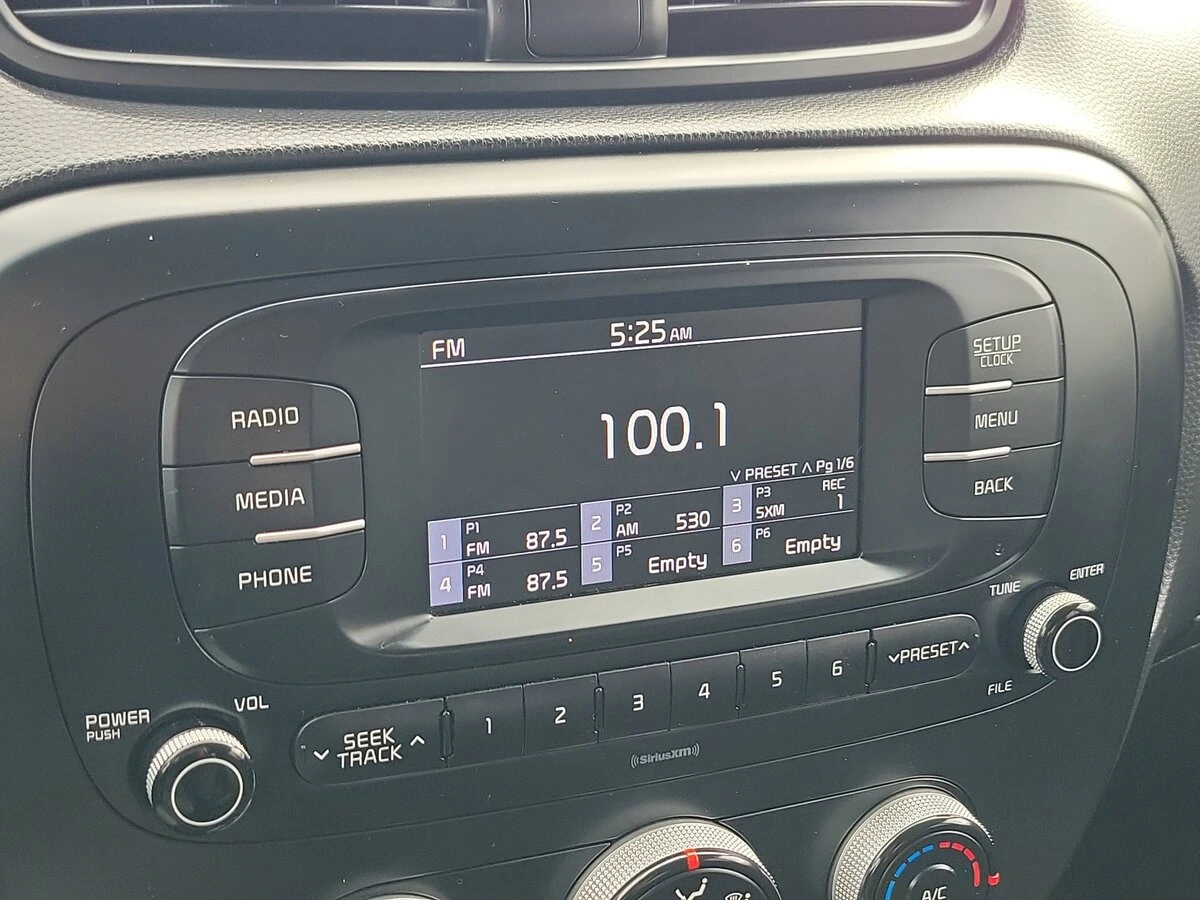 FM 5:25 AM
100.1
∨ PRESET ∧ Pg 1/6
1 P1 FM 87.5
2 P2 AM 530
3 P3 SXM REC 1
4 P4 FM 87.5
5 P5 Empty
6 P6 Empty
RADIO
MEDIA
PHONE
SETUP
CLOCK
MENU
BACK
TUNE
ENTER
FILE
POWER
PUSH
VOL
∨ SEEK ∧
TRACK
1 2 3 4 5 6
∨PRESET∧
SiriusXM
A/C